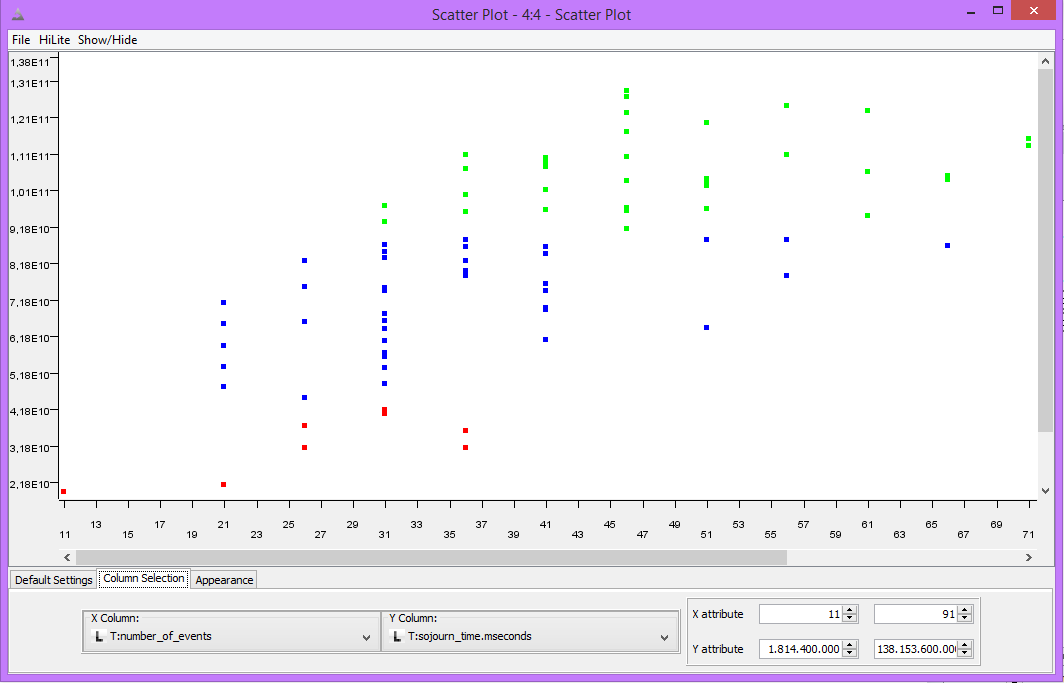 Scatter Plot - 4:4 - Scatter Plot
File HiLite Show/Hide
1,38E11
1,31E11
1,21E11
1,11E11
1,01E11
9,18E10
8,18E10
7,18E10
6,18E10
5,18E10
4,18E10
3,18E10
2,18E10
13 17 21 25 29 33 37 41 45 49 53 57 61 65 69
11 15 19 23 27 31 35 39 43 47 51 55 59 63 67 71
Default Settings Column Selection Appearance
X Column: Y Column:
L T:number_of_events L T:sojourn_time.mseconds
X attribute 11 91
Y attribute 1.814.400.000 138.153.600.00